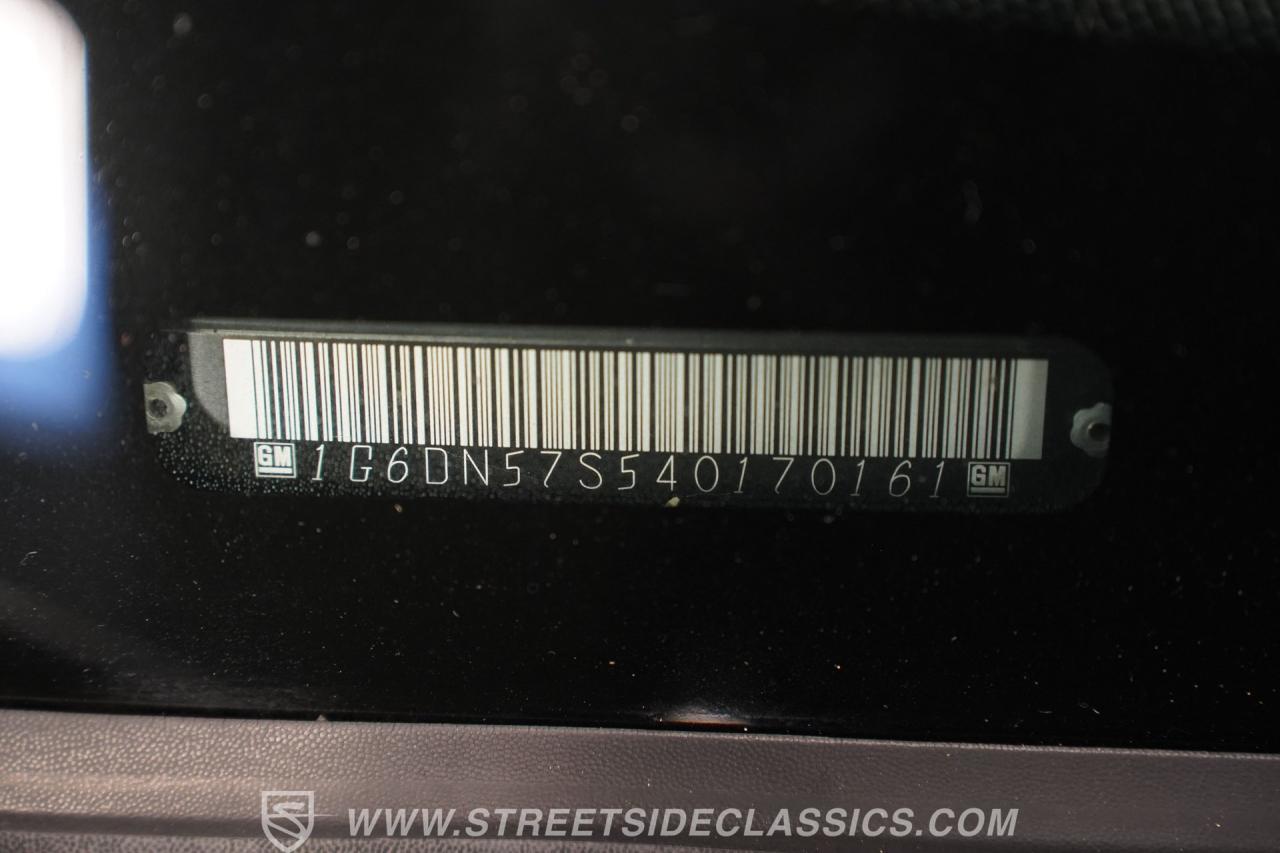 GM 1G6DN57S540170161 GM
WWW.STREETSIDECLASSICS.COM